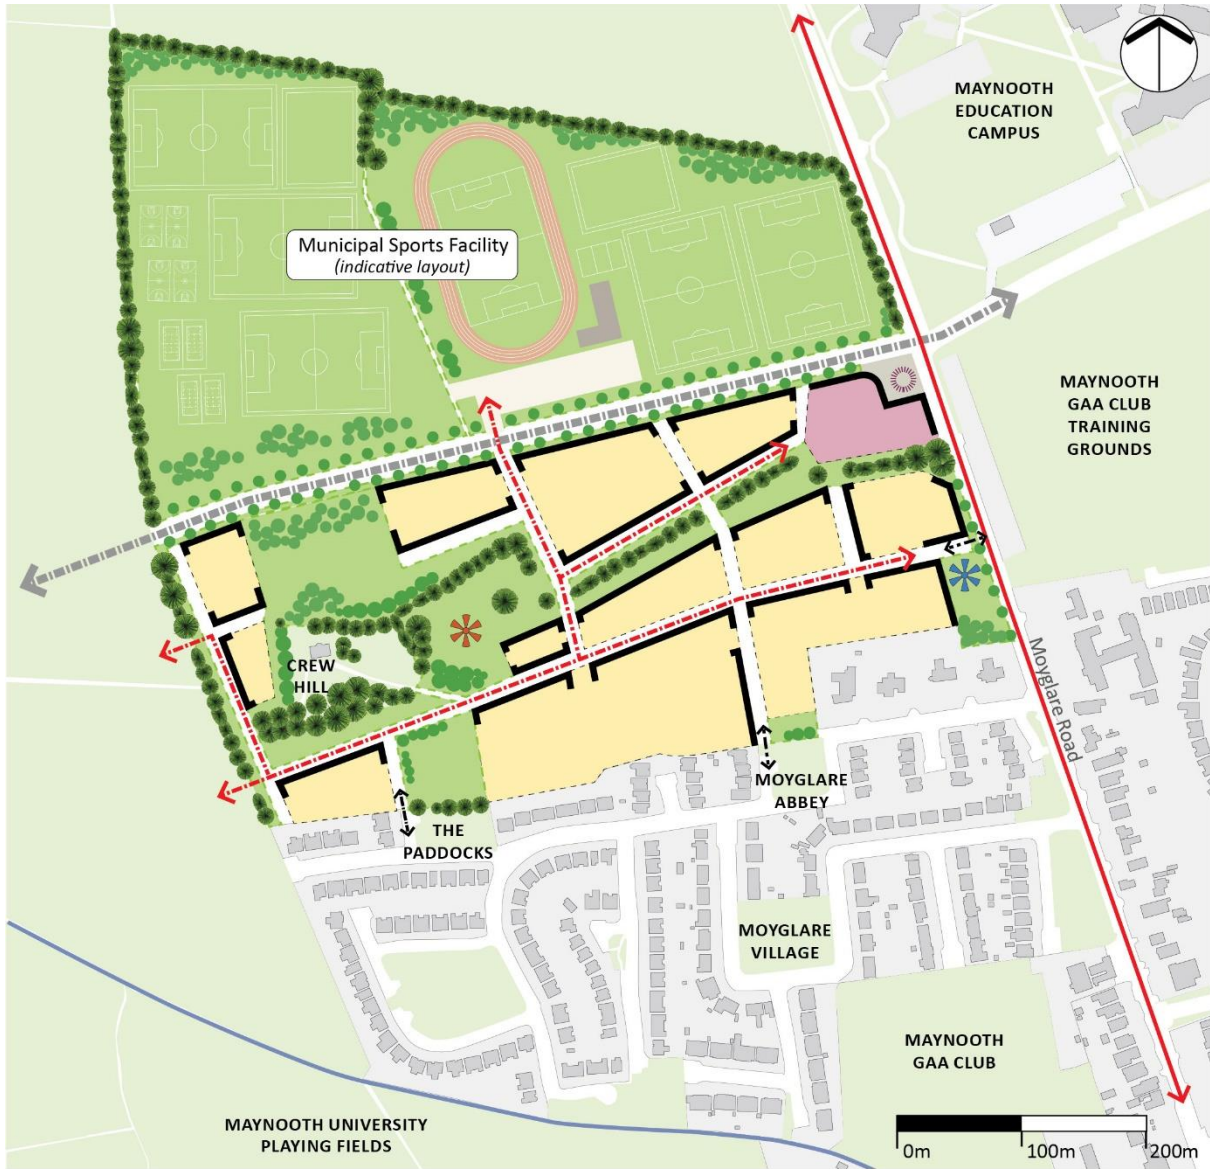 MAYNOOTH
EDUCATION
CAMPUS
Municipal Sports Facility
(indicative layout)
MAYNOOTH
GAA CLUB
TRAINING
GROUNDS
CREW
HILL
Moyglare Road
MOYGLARE
ABBEY
THE
PADDOCKS
MOYGLARE
VILLAGE
MAYNOOTH
GAA CLUB
MAYNOOTH UNIVERSITY
PLAYING FIELDS
0m
100m
200m